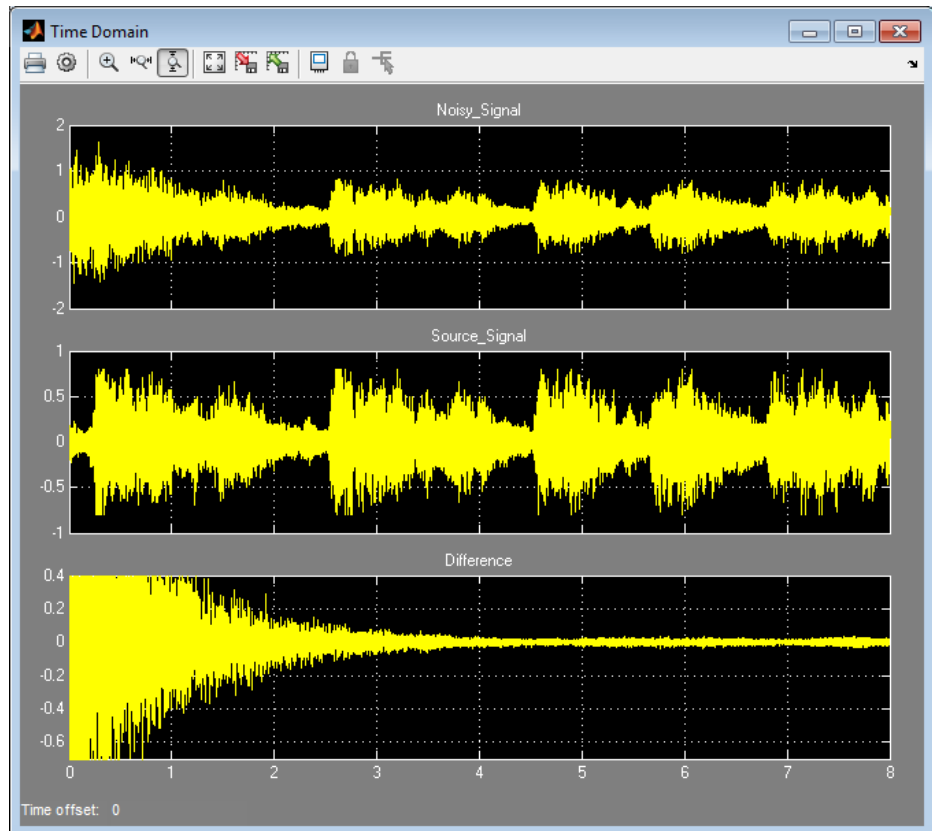 Time Domain
Noisy_Signal
2
1
0
-1
-2
Source_Signal
1
0.5
0
-0.5
-1
Difference
0.4
0.2
0
-0.2
-0.4
-0.6
0 1 2 3 4 5 6 7 8
Time offset: 0